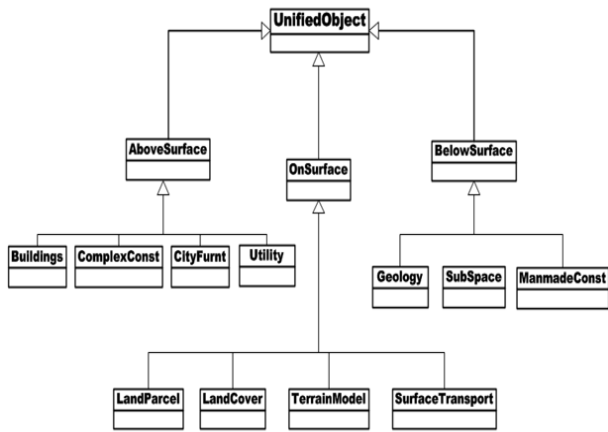 UnifiedObject
AboveSurface
OnSurface
BelowSurface
Buildings
ComplexConst
CityFurnt
Utility
Geology
SubSpace
ManmadeConst
LandParcel
LandCover
TerrainModel
SurfaceTransport